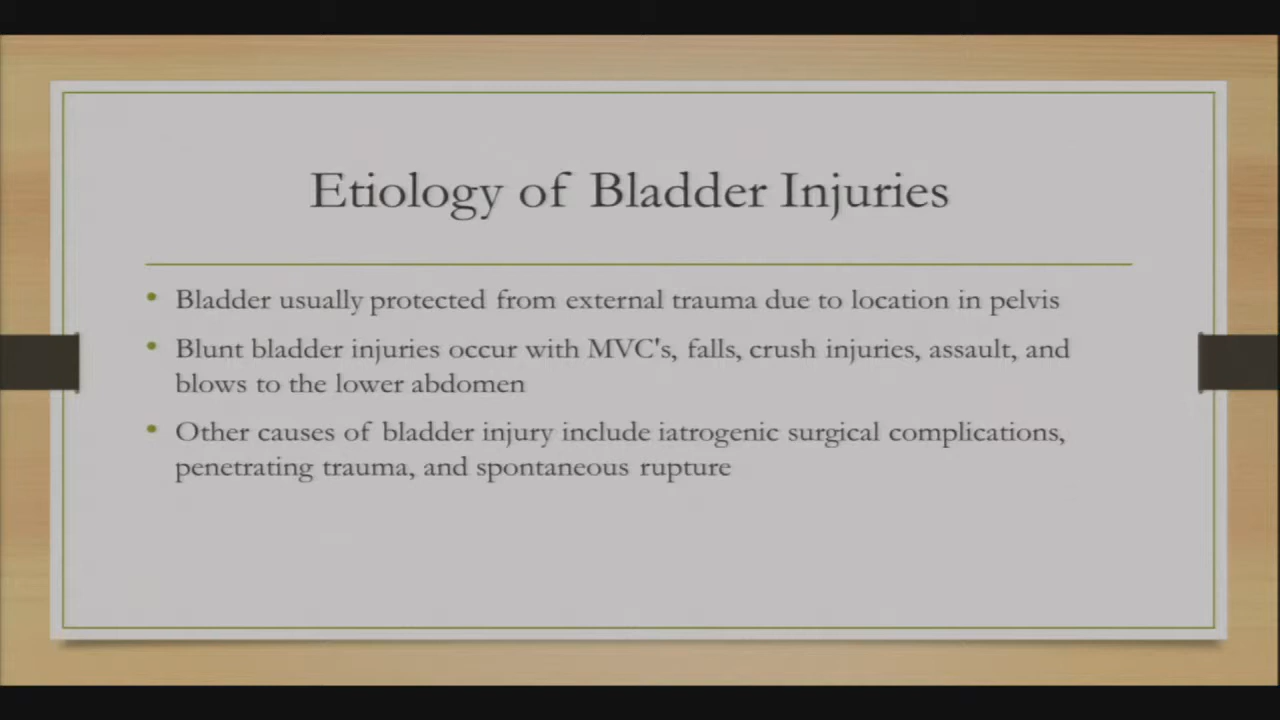 Etiology of Bladder Injuries
• Bladder usually protected from external trauma due to location in pelvis
• Blunt bladder injuries occur with MVC's, falls, crush injuries, assault, and
blows to the lower abdomen
• Other causes of bladder injury include iatrogenic surgical complications,
penetrating trauma, and spontaneous rupture